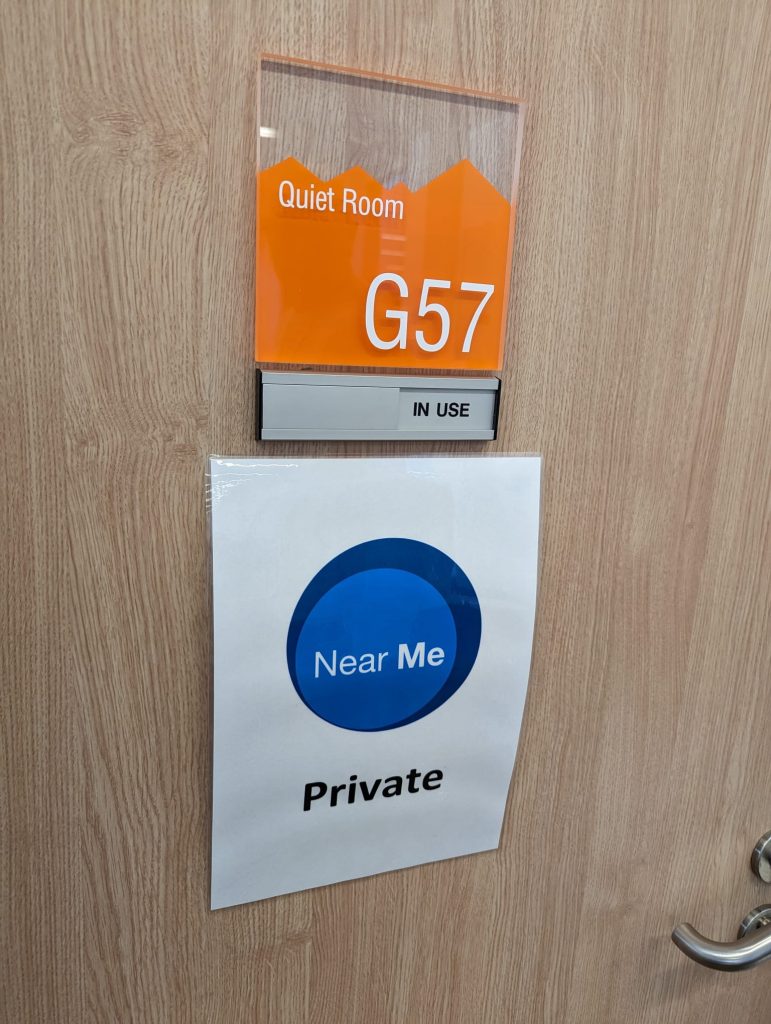 Quiet Room
G57
IN USE
Near Me
Private